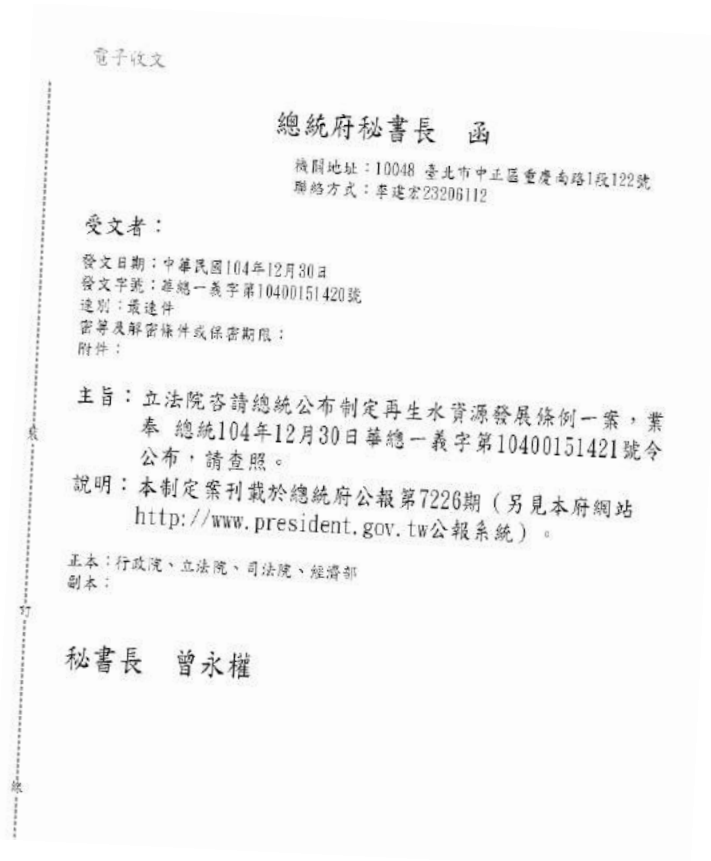 電子收文
總統府秘書長　函
機關地址：10048 臺北市中正區重慶南路1段122號
聯絡方式：李建宏23206112
受文者：
發文日期：中華民國104年12月30日
發文字號：華總一義字第10400151420號
速別：最速件
密等及解密條件或保密期限：
附件：
主旨：立法院咨請總統公布制定再生水資源發展條例一案，業
奉 總統104年12月30日華總一義字第10400151421號令
公布，請查照。
說明：本制定案刊載於總統府公報第7226期（另見本府網站
http://www.president.gov.tw公報系統）。
正本：行政院、立法院、司法院、經濟部
副本：
秘書長　曾永權
裝
訂
線